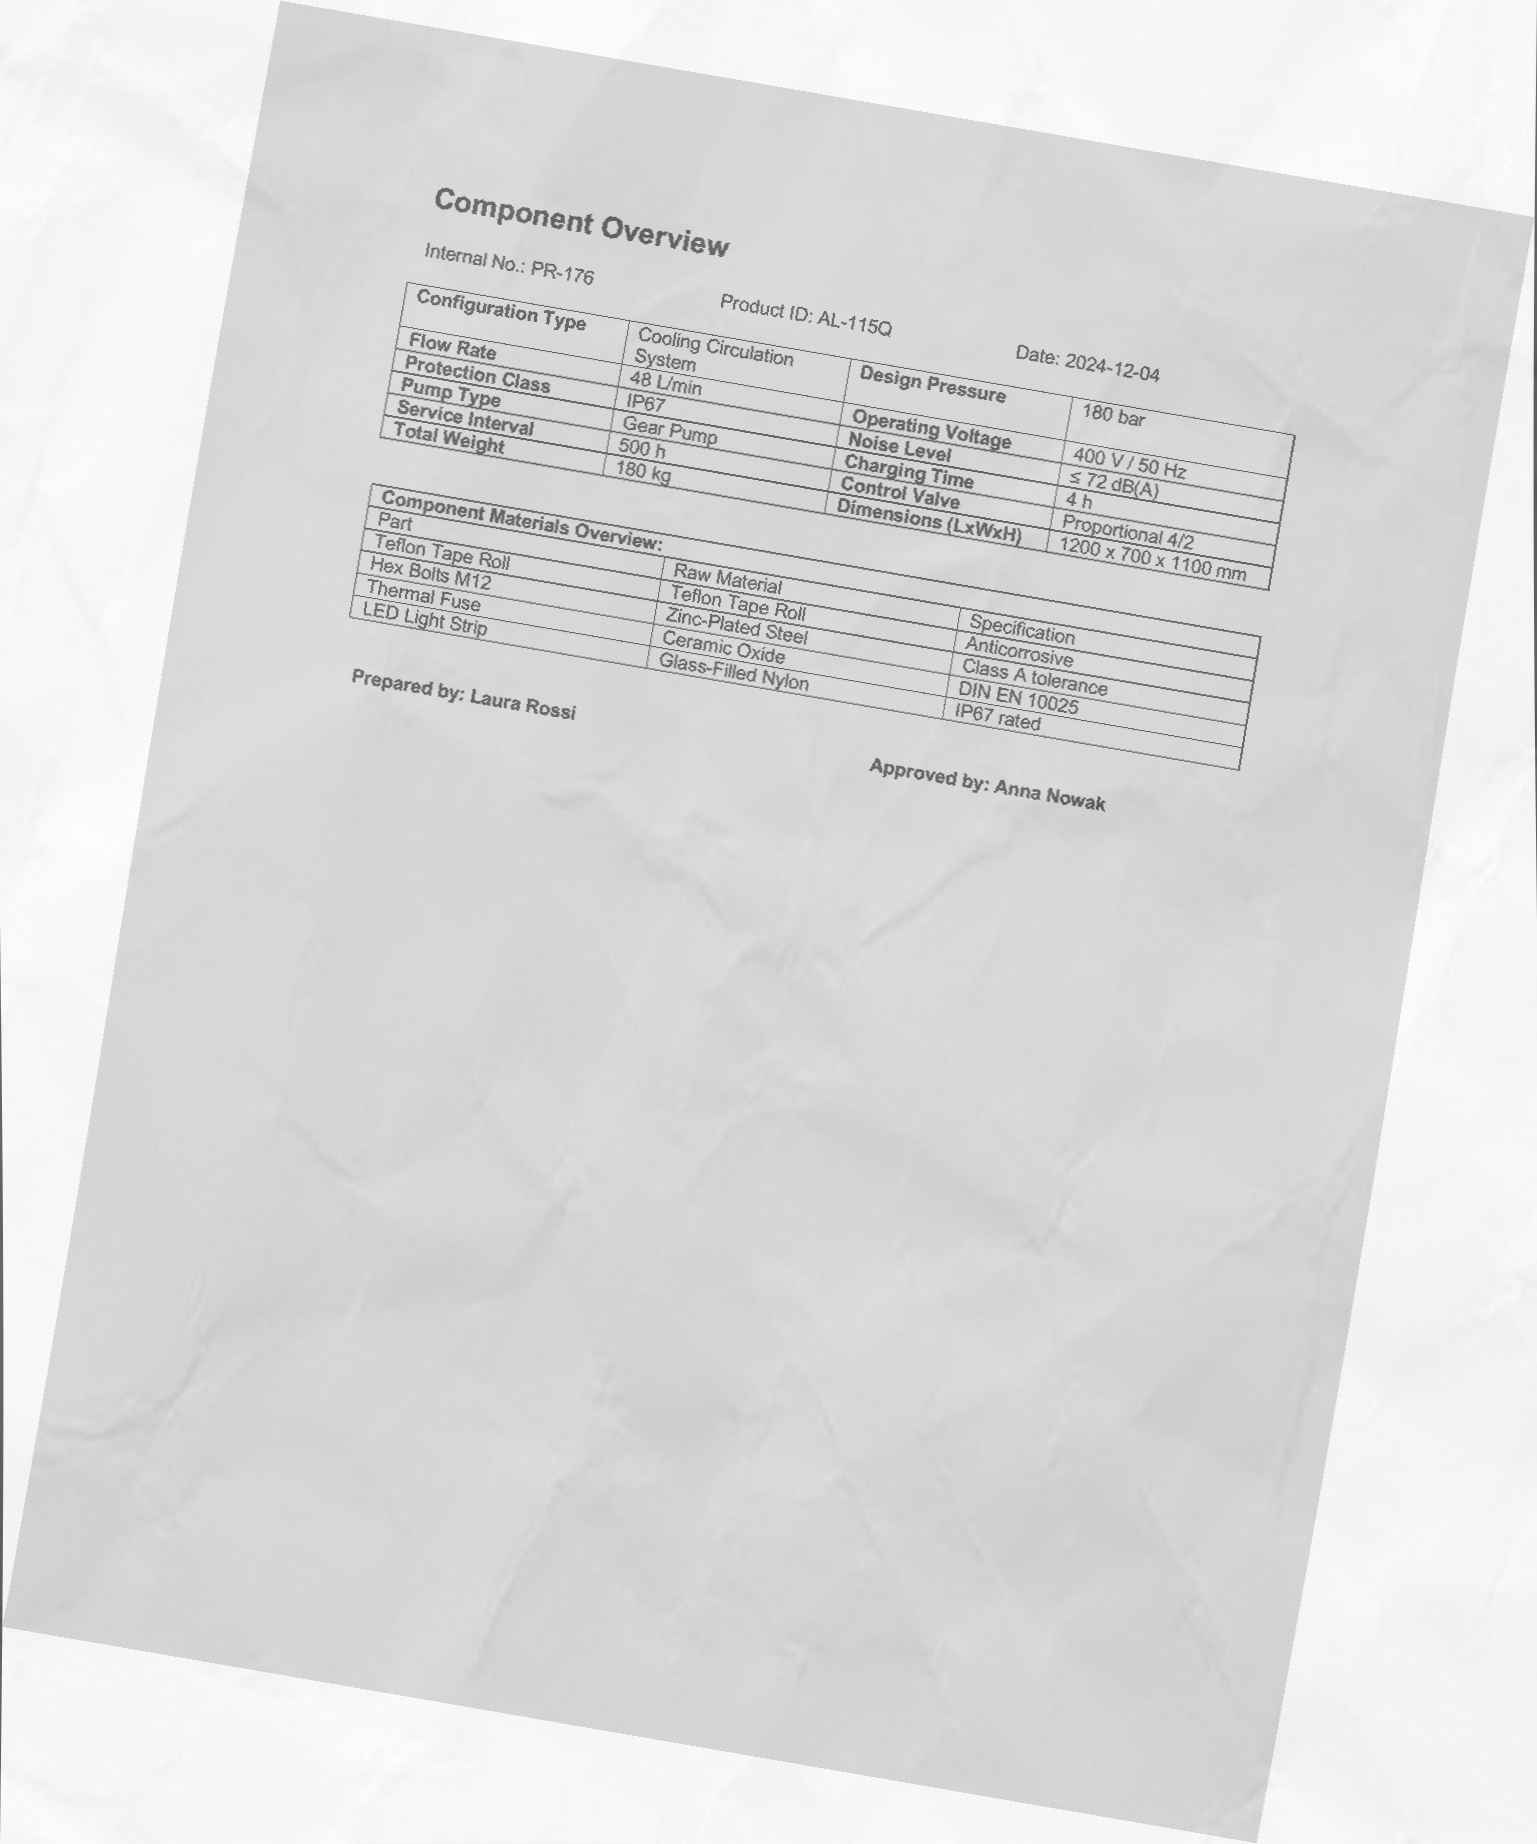 Component Overview
Internal No.: PR-176 Product ID: AL-115Q Date: 2024-12-04
Configuration Type Cooling Circulation System Design Pressure 180 bar
Flow Rate 48 L/min Operating Voltage 400 V / 50 Hz
Protection Class IP67 Noise Level ≤ 72 dB(A)
Pump Type Gear Pump Charging Time 4 h
Service Interval 500 h Control Valve Proportional 4/2
Total Weight 180 kg Dimensions (LxWxH) 1200 x 700 x 1100 mm
Component Materials Overview:
Part Raw Material Specification
Teflon Tape Roll Teflon Tape Roll Anticorrosive
Hex Bolts M12 Zinc-Plated Steel Class A tolerance
Thermal Fuse Ceramic Oxide DIN EN 10025
LED Light Strip Glass-Filled Nylon IP67 rated
Prepared by: Laura Rossi Approved by: Anna Nowak